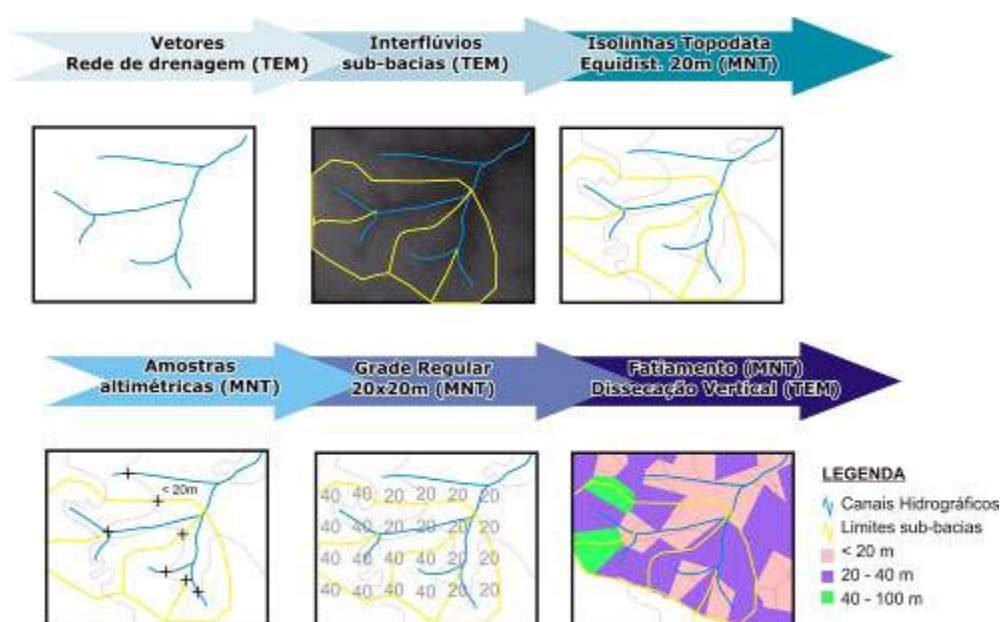 Vetores
Rede de drenagem (TEM)
Interflúvios
sub-bacias (TEM)
Isolinhas Topodata
Equidist. 20m (MNT)
Amostras
altimétricas (MNT)
Grade Regular
20x20m (MNT)
Fatiamento (MNT)
Dissecação Vertical (TEM)
< 20m
40 40 20 20 20 20
40 40 20 20 20 20
40 40 40 40 20 20
40 40 40 40 20 20
LEGENDA
Canais Hidrográficos
Limites sub-bacias
< 20 m
20 - 40 m
40 - 100 m